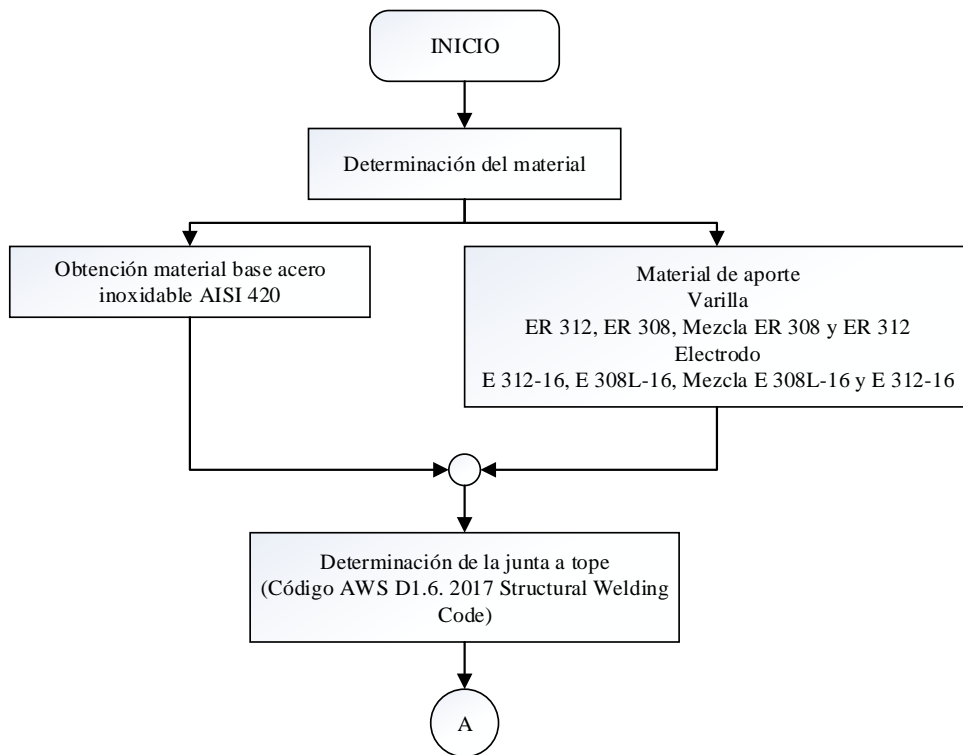 INICIO
Determinación del material
Obtención material base acero
inoxidable AISI 420
Material de aporte
Varilla
ER 312, ER 308, Mezcla ER 308 y ER 312
Electrodo
E 312-16, E 308L-16, Mezcla E 308L-16 y E 312-16
Determinación de la junta a tope
(Código AWS D1.6. 2017 Structural Welding
Code)
A